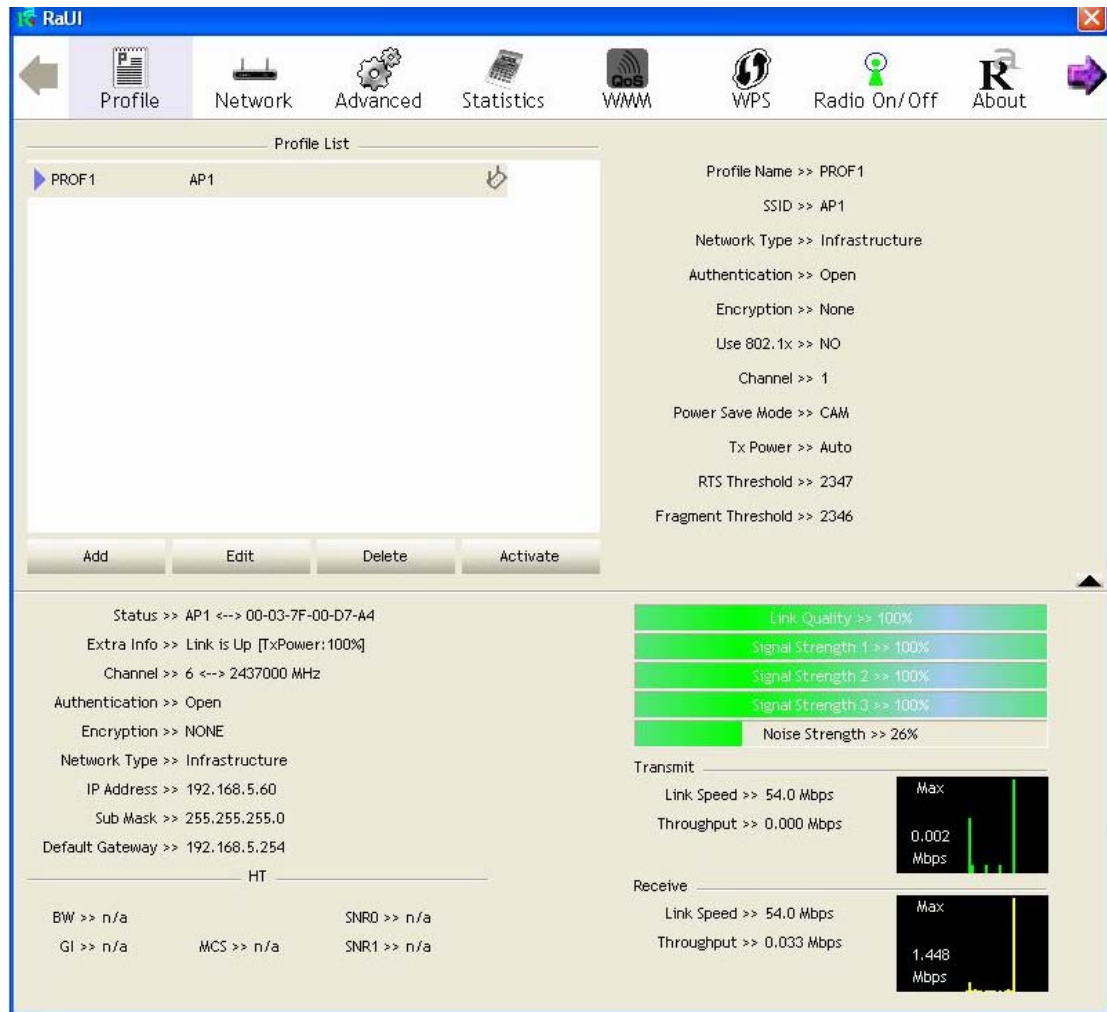 RaUI
Profile
Network
Advanced
Statistics
QoS
WMM
WPS
Radio On/Off
About
Profile List
PROF1 AP1
Profile Name >> PROF1
SSID >> AP1
Network Type >> Infrastructure
Authentication >> Open
Encryption >> None
Use 802.1x >> NO
Channel >> 1
Power Save Mode >> CAM
Tx Power >> Auto
RTS Threshold >> 2347
Fragment Threshold >> 2346
Add
Edit
Delete
Activate
Status >> AP1 <--> 00-03-7F-00-D7-A4
Extra Info >> Link is Up [TxPower:100%]
Channel >> 6 <--> 2437000 MHz
Authentication >> Open
Encryption >> NONE
Network Type >> Infrastructure
IP Address >> 192.168.5.60
Sub Mask >> 255.255.255.0
Default Gateway >> 192.168.5.254
HT
BW >> n/a
SNR0 >> n/a
GI >> n/a
MCS >> n/a
SNR1 >> n/a
Link Quality >> 100%
Signal Strength 1 >> 100%
Signal Strength 2 >> 100%
Signal Strength 3 >> 100%
Noise Strength >> 26%
Transmit
Link Speed >> 54.0 Mbps
Throughput >> 0.000 Mbps
Max
0.002
Mbps
Receive
Link Speed >> 54.0 Mbps
Throughput >> 0.033 Mbps
Max
1.448
Mbps